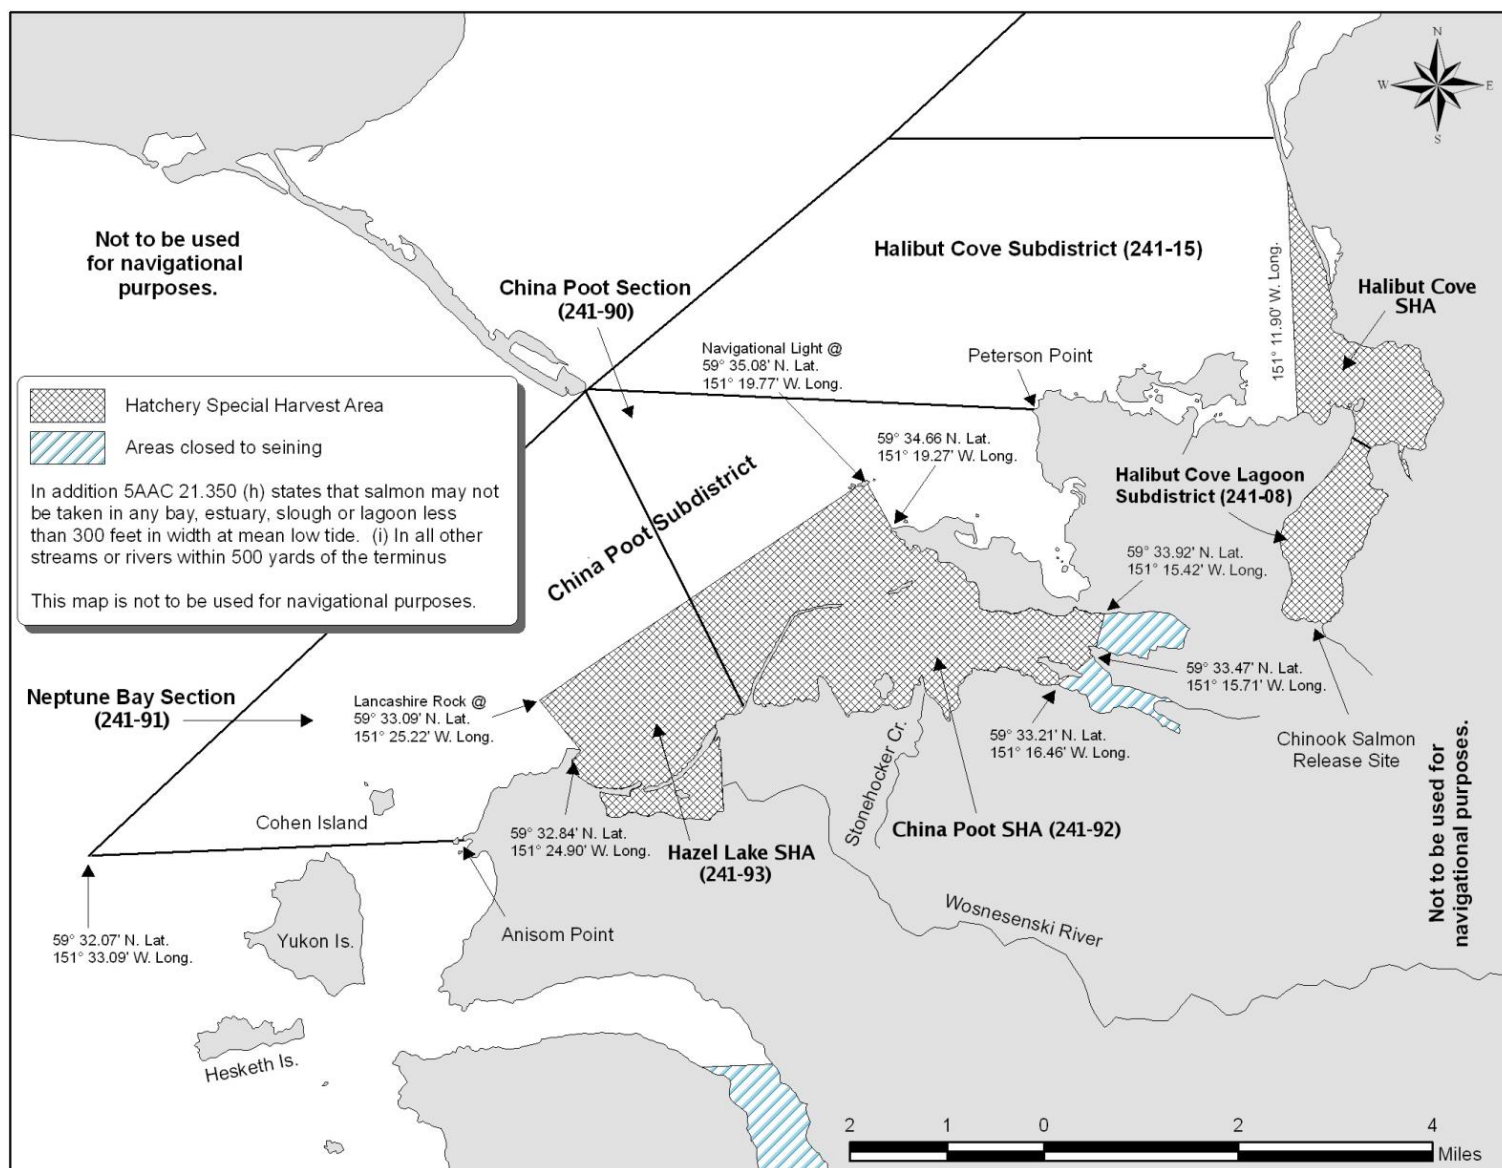 N
W
E
S
Not to be used
for navigational
purposes.
Halibut Cove Subdistrict (241-15)
China Poot Section
(241-90)
151° 11.90' W. Long.
Halibut Cove
SHA
Navigational Light @
59° 35.08' N. Lat.
151° 19.77' W. Long.
Peterson Point
Hatchery Special Harvest Area
Areas closed to seining
In addition 5AAC 21.350 (h) states that salmon may not
be taken in any bay, estuary, slough or lagoon less
than 300 feet in width at mean low tide. (i) In all other
streams or rivers within 500 yards of the terminus
This map is not to be used for navigational purposes.
59° 34.66 N. Lat.
151° 19.27' W. Long.
Halibut Cove Lagoon
Subdistrict (241-08)
China Poot Subdistrict
59° 33.92' N. Lat.
151° 15.42' W. Long.
Neptune Bay Section
(241-91)
Lancashire Rock @
59° 33.09' N. Lat.
151° 25.22' W. Long.
59° 33.47' N. Lat.
151° 15.71' W. Long.
59° 33.21' N. Lat.
151° 16.46' W. Long.
Chinook Salmon
Release Site
Stonehocker Cr.
Cohen Island
59° 32.84' N. Lat.
151° 24.90' W. Long.
Hazel Lake SHA
(241-93)
China Poot SHA (241-92)
Not to be used for
navigational purposes.
59° 32.07' N. Lat.
151° 33.09' W. Long.
Yukon Is.
Anisom Point
Wosnesenski River
Hesketh Is.
2 1 0 2 4
Miles